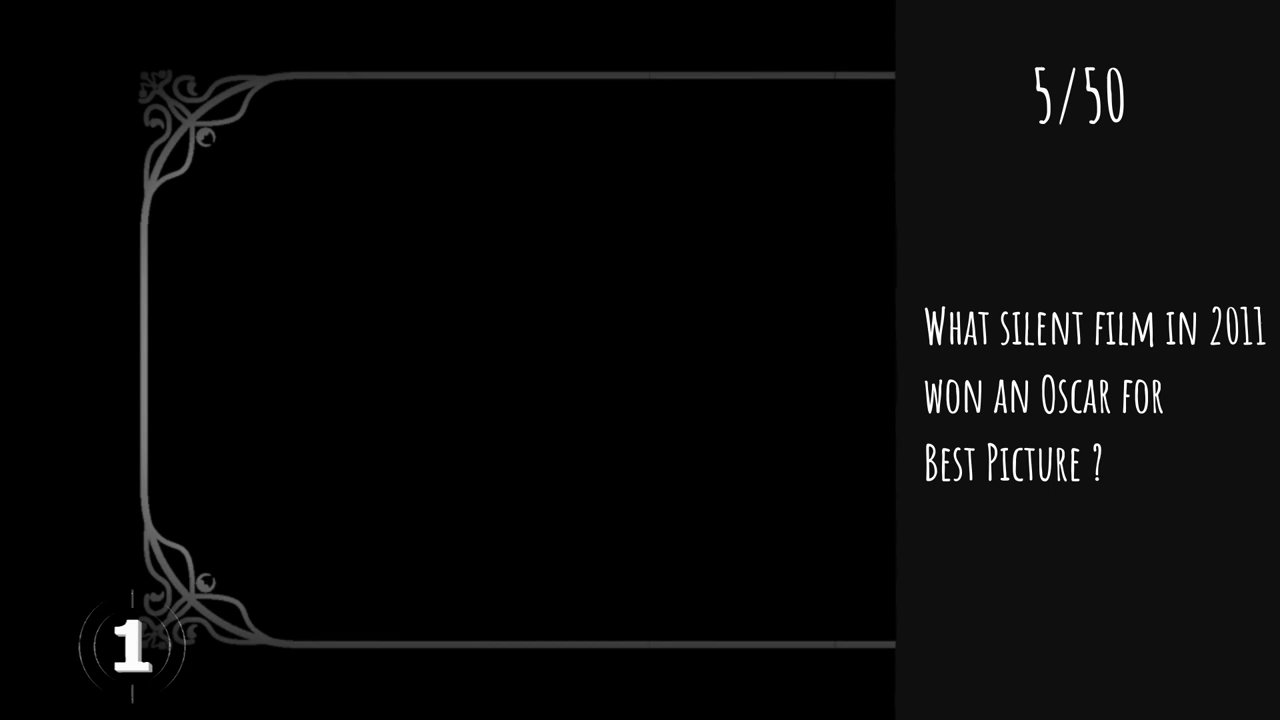 5/50
What silent film in 2011
won an Oscar for
Best Picture ?
1